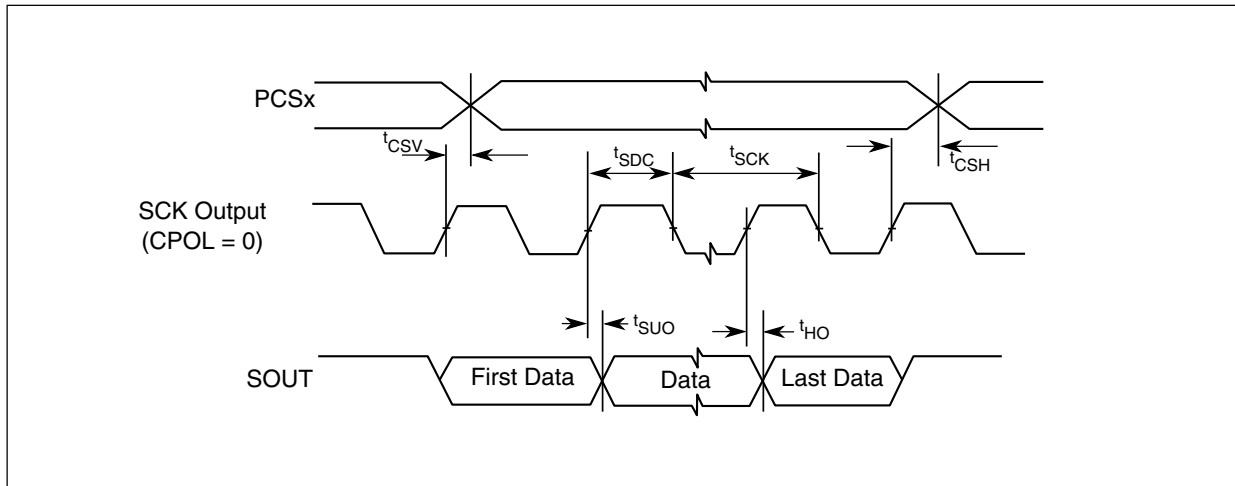 PCSx
tCSV
tSDC
tSCK
tCSH
SCK Output
(CPOL = 0)
tSUO
tHO
SOUT
First Data
Data
Last Data